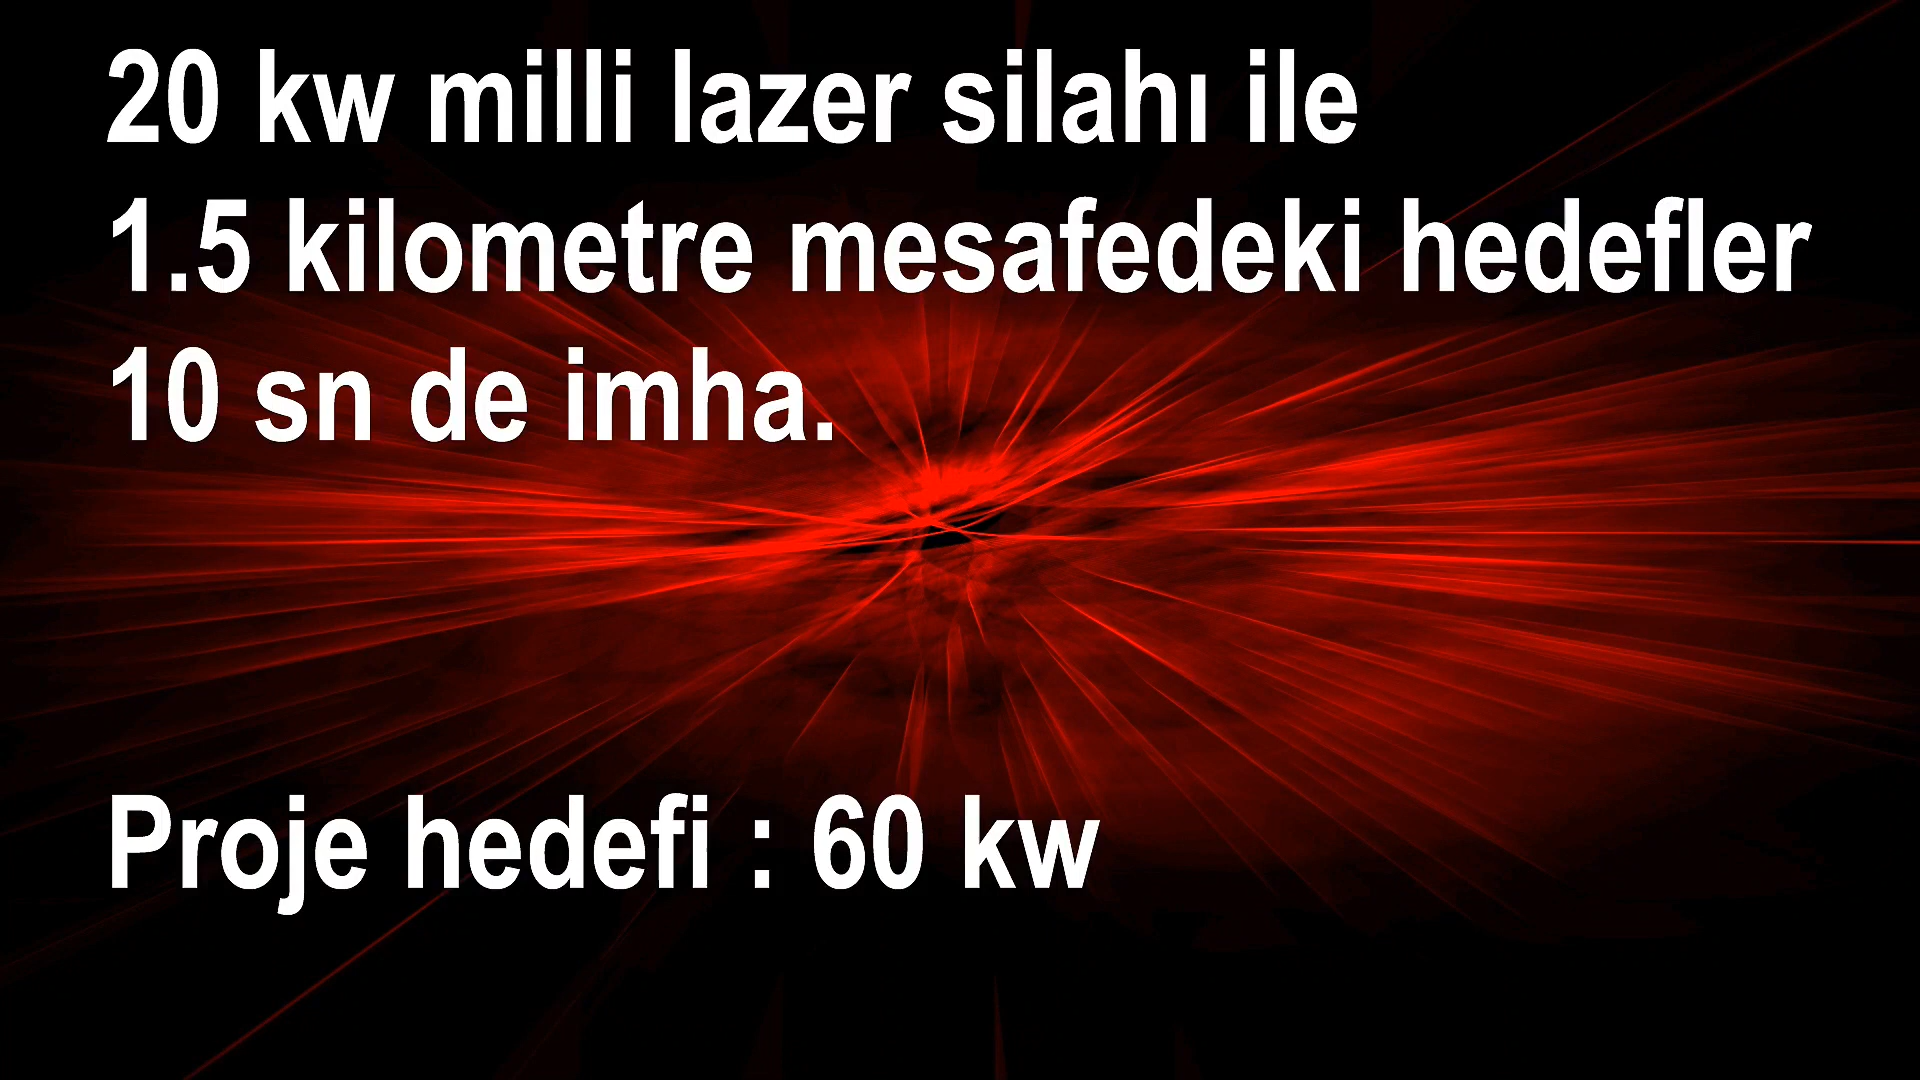 20 kw milli lazer silahı ile
1.5 kilometre mesafedeki hedefler
10 sn de imha.
Proje hedefi : 60 kw